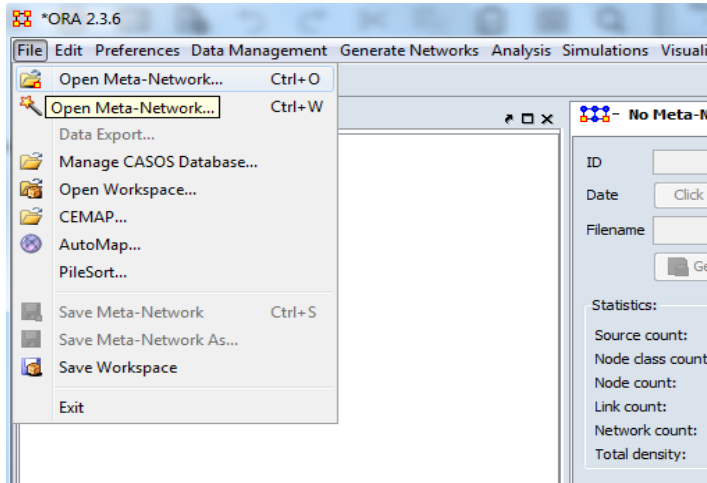 *ORA 2.3.6
File Edit Preferences Data Management Generate Networks Analysis Simulations Visuali
Open Meta-Network... Ctrl+O
Open Meta-Network... Ctrl+W
Data Export...
Manage CASOS Database...
Open Workspace...
CEMAP...
AutoMap...
PileSort...
Save Meta-Network Ctrl+S
Save Meta-Network As...
Save Workspace
Exit
- No Meta-N
ID
Date Click
Filename
Ge
Statistics:
Source count:
Node class count
Node count:
Link count:
Network count:
Total density: